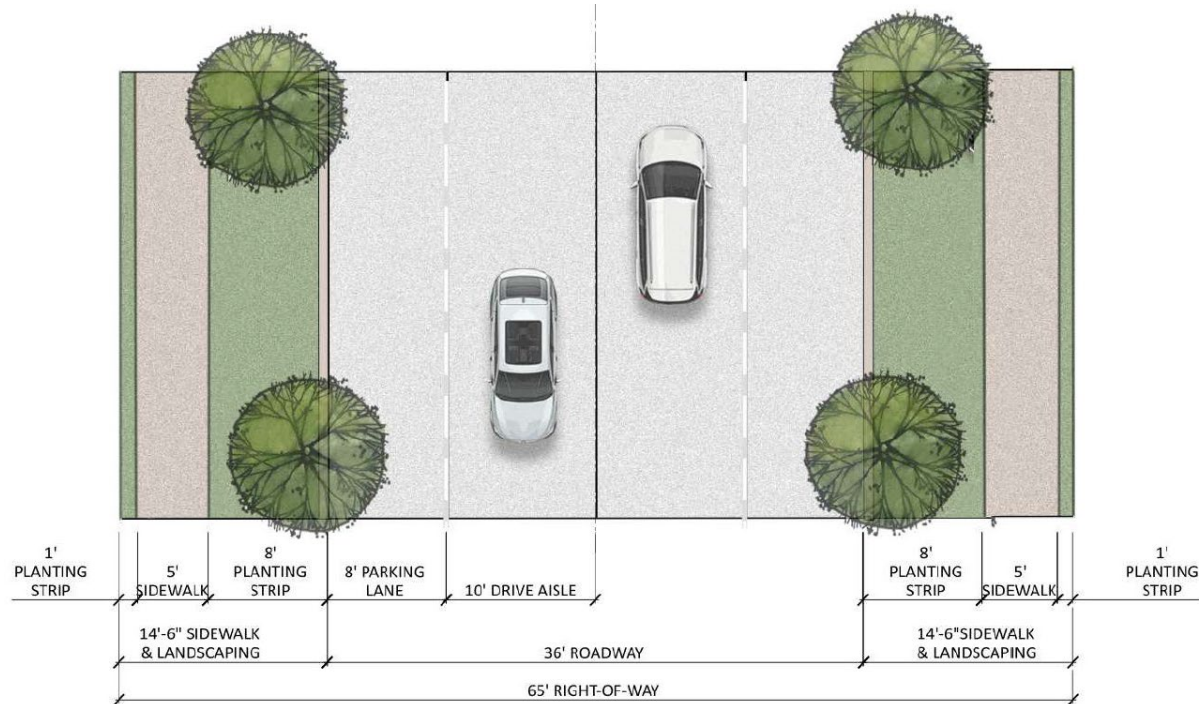 1'
PLANTING
STRIP
5'
SIDEWALK
8'
PLANTING
STRIP
8' PARKING
LANE
10' DRIVE AISLE
8'
PLANTING
STRIP
5'
SIDEWALK
1'
PLANTING
STRIP
14'-6" SIDEWALK
& LANDSCAPING
36' ROADWAY
14'-6"SIDEWALK
& LANDSCAPING
65' RIGHT-OF-WAY